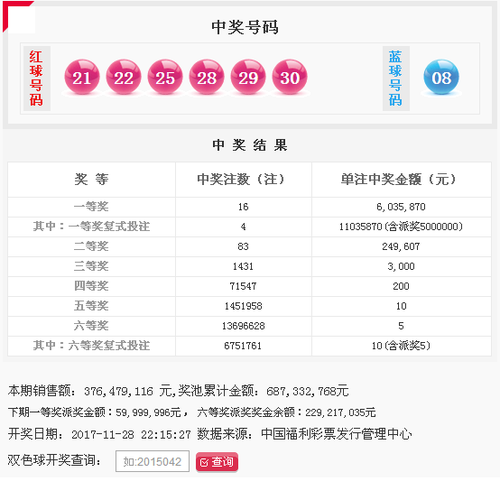 中奖号码
红球号码 21 22 25 28 29 30 蓝球号码 08
中 奖 结 果
奖 等 中奖注数（注） 单注中奖金额（元）
一等奖 16 6,035,870
其中：一等奖复式投注 4 11035870(含派奖5000000)
二等奖 83 249,607
三等奖 1431 3,000
四等奖 71547 200
五等奖 1451958 10
六等奖 13696628 5
其中：六等奖复式投注 6751761 10(含派奖5)
本期销售额：376,479,116 元,奖池累计金额：687,332,768元
下期一等奖派奖金额：59,999,996元， 六等奖派奖奖金余额：229,217,035元
开奖日期：2017-11-28 22:15:27 数据来源：中国福利彩票发行管理中心
双色球开奖查询： 如:2015042 查询